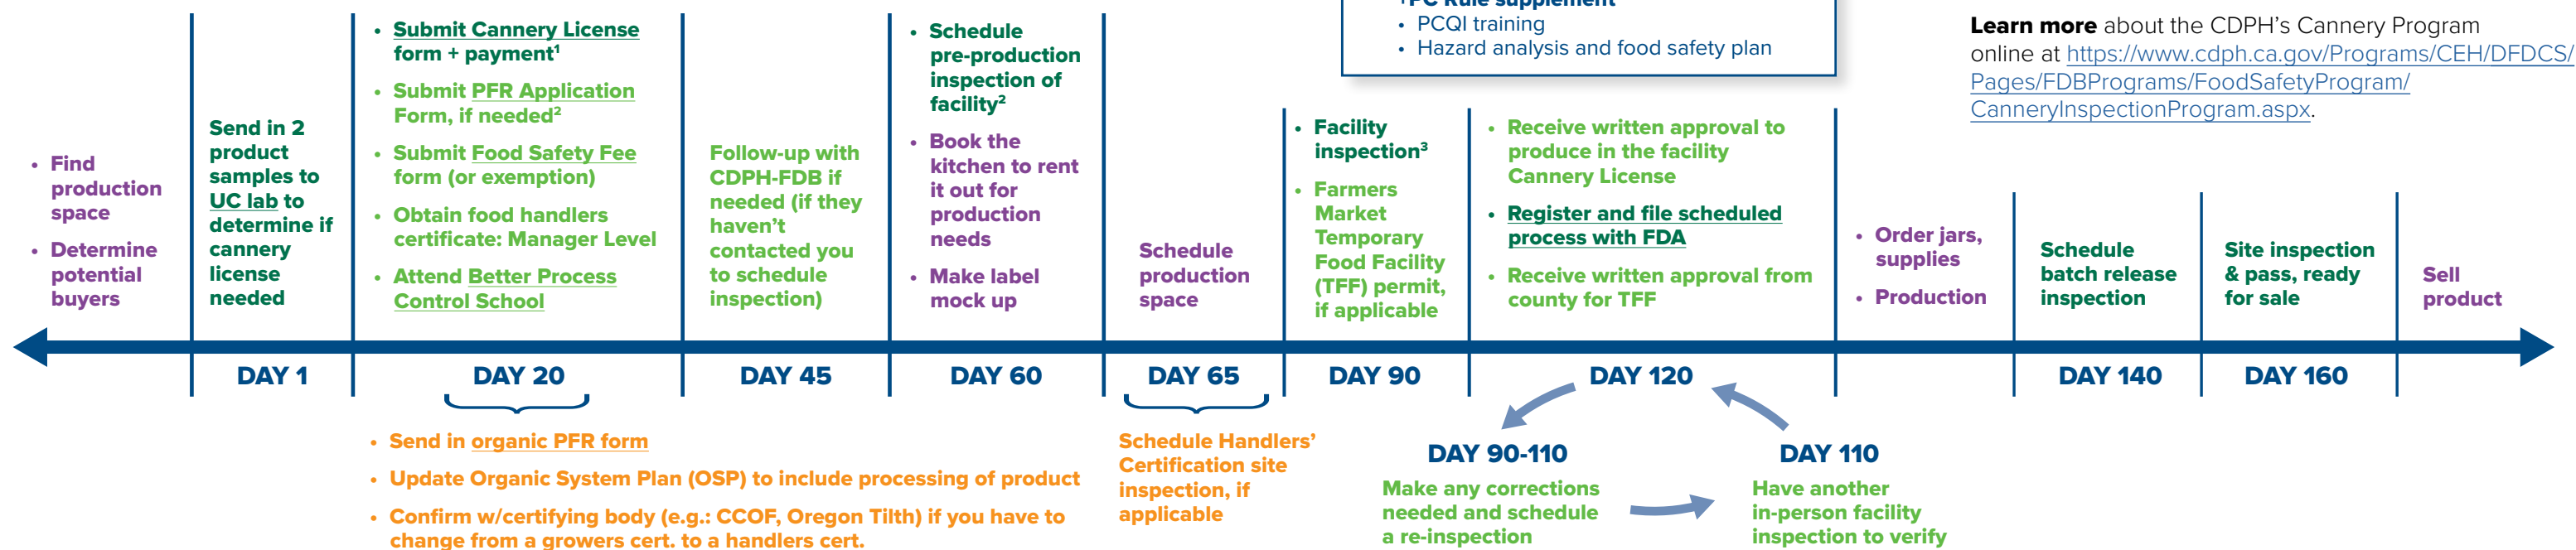 +PC Rule supplement
• PCQI training
• Hazard analysis and food safety plan
Learn more about the CDPH's Cannery Program
online at https://www.cdph.ca.gov/Programs/CEH/DFDCS/
Pages/FDBPrograms/FoodSafetyProgram/
CanneryInspectionProgram.aspx.
• Find
production
space
• Determine
potential
buyers
Send in 2
product
samples to
UC lab to
determine if
cannery
license
needed
• Submit Cannery License
form + payment¹
• Submit PFR Application
Form, if needed²
• Submit Food Safety Fee
form (or exemption)
• Obtain food handlers
certificate: Manager Level
• Attend Better Process
Control School
Follow-up with
CDPH-FDB if
needed (if they
haven't
contacted you
to schedule
inspection)
• Schedule
pre-production
inspection of
facility²
• Book the
kitchen to rent
it out for
production
needs
• Make label
mock up
Schedule
production
space
• Facility
inspection³
• Farmers
Market
Temporary
Food Facility
(TFF) permit,
if applicable
• Receive written approval to
produce in the facility
Cannery License
• Register and file scheduled
process with FDA
• Receive written approval from
county for TFF
• Order jars,
supplies
• Production
Schedule
batch release
inspection
Site inspection
& pass, ready
for sale
Sell
product
DAY 1
DAY 20
DAY 45
DAY 60
DAY 65
DAY 90
DAY 120
DAY 140
DAY 160
• Send in organic PFR form
• Update Organic System Plan (OSP) to include processing of product
• Confirm w/certifying body (e.g.: CCOF, Oregon Tilth) if you have to
change from a growers cert. to a handlers cert.
Schedule Handlers'
Certification site
inspection, if
applicable
DAY 90-110
Make any corrections
needed and schedule
a re-inspection
DAY 110
Have another
in-person facility
inspection to verify